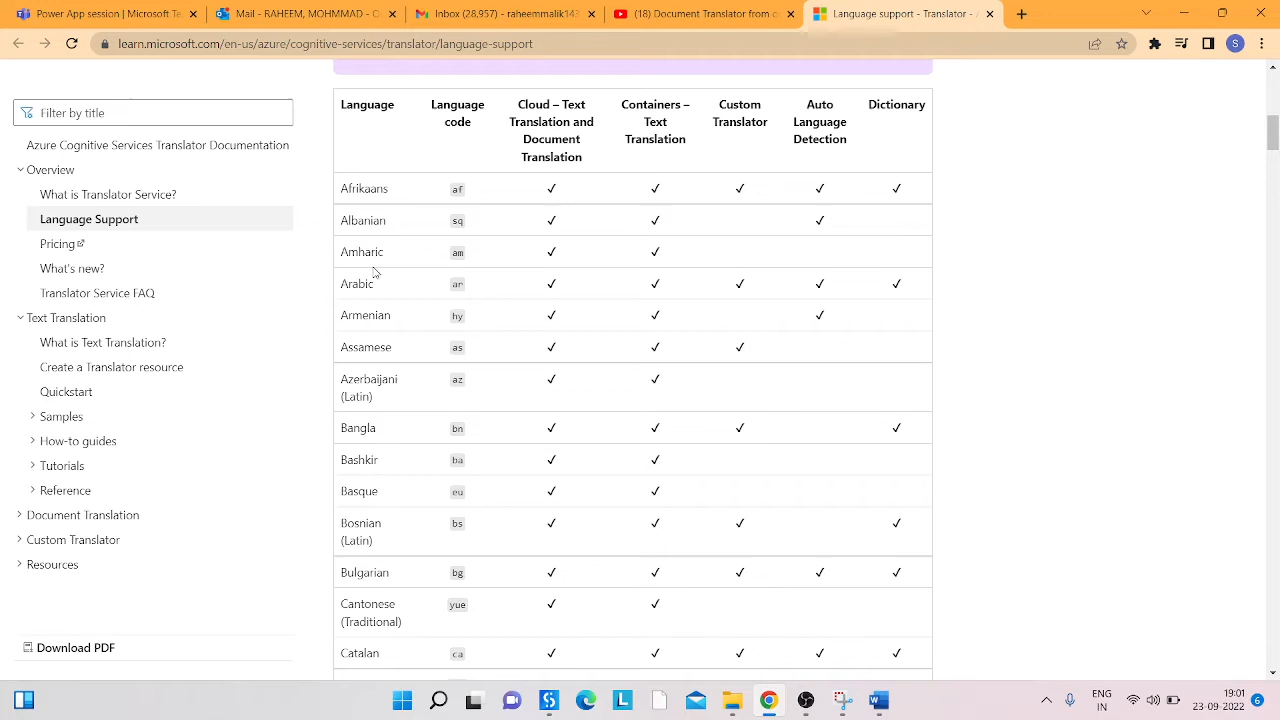 App session Microsoft Te
Mail - RAHEEM, MOHMMAD - O
Inbox (28,957) - raheemmalik143
(18) Document Translator from c
Language support - Translator - A
learn.microsoft.com/en-us/azure/cognitive-services/translator/language-support
S
Filter by title
Azure Cognitive Services Translator Documentation
Overview
What is Translator Service?
Language Support
Pricing
What's new?
Translator Service FAQ
Text Translation
What is Text Translation?
Create a Translator resource
Quickstart
Samples
How-to guides
Tutorials
Reference
Document Translation
Custom Translator
Resources
Download PDF
Language Language code Cloud – Text Translation and Document Translation Containers – Text Translation Custom Translator Auto Language Detection Dictionary
Afrikaans af ✓ ✓ ✓ ✓ ✓
Albanian sq ✓ ✓ ✓
Amharic am ✓ ✓
Arabic ar ✓ ✓ ✓ ✓ ✓
Armenian hy ✓ ✓ ✓
Assamese as ✓ ✓ ✓
Azerbaijani (Latin) az ✓ ✓
Bangla bn ✓ ✓ ✓ ✓
Bashkir ba ✓ ✓
Basque eu ✓ ✓
Bosnian (Latin) bs ✓ ✓ ✓ ✓
Bulgarian bg ✓ ✓ ✓ ✓ ✓
Cantonese (Traditional) yue ✓ ✓
Catalan ca ✓ ✓ ✓ ✓ ✓
ENG
IN
19:01
23-09-2022
6